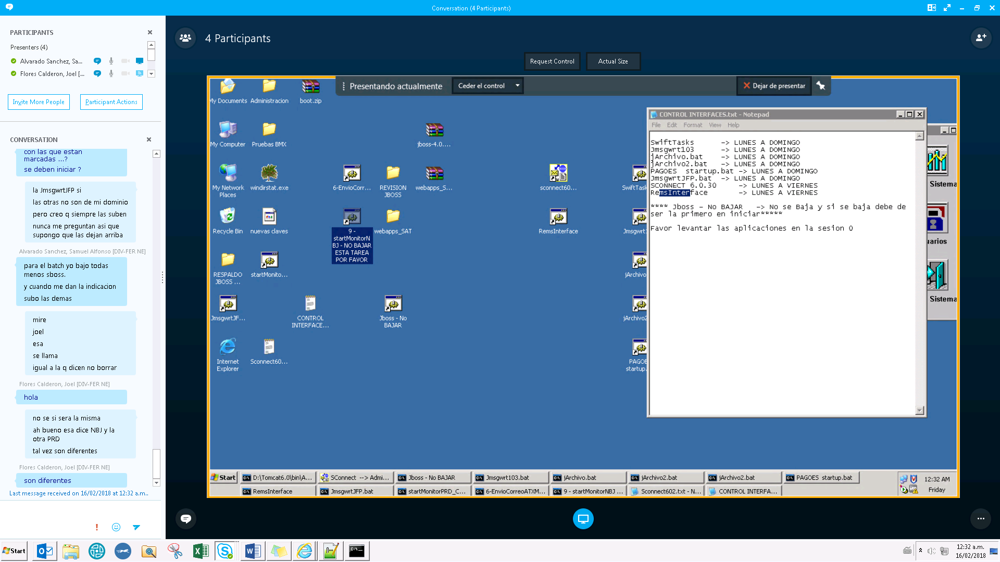 Conversation (4 Participants)
PARTICIPANTS
Presenters (4)
Alvarado Sanchez, Sa...
Flores Calderon, Joel [...
Invite More People
Participant Actions
CONVERSATION
con las que estan
marcadas ...?
se deben iniciar ?
la JmsgwrtJFP si
las otras no son de mi dominio
pero creo q siempre las suben
nunca me preguntan asi que
supongo que las dejan arriba
Alvarado Sanchez, Samuel Alfonso [DIV-FER NE]
para el batch yo bajo todas
menos sboss.
y cuando me dan la indicacion
subo las demas
mire
joel
esa
se llama
igual a la q dicen no borrar
Flores Calderon, Joel [DIV-FER NE]
hola
no se si sera la misma
ah bueno esa dice NBJ y la
otra PRD
tal vez son diferentes
Flores Calderon, Joel [DIV-FER NE]
son diferentes
Last message received on 16/02/2018 at 12:32 a.m..
4 Participants
Request Control
Actual Size
Presentando actualmente
Ceder el control
Dejar de presentar
My Documents
Administracion
boot.zip
My Computer
Pruebas BMX
jboss-4.0....
My Network
Places
windirstat.exe
6-EnvioCorr...
REVISION
JBOSS
webapps_S...
sconnect60...
SwiftTask
Recycle Bin
nuevas claves
9 -
startMonitorN
BJ - NO BAJAR
ESTA TAREA
POR FAVOR
webapps_SAT
RemsInterface
Jmsgwrt1
RESPALDO
JBOSS ...
startMonito...
jArchivo
JmsgwrtJF...
CONTROL
INTERFACE...
Jboss - No
BAJAR
jArchivo2
Internet
Explorer
Sconnect60...
PAGOE
startup.
CONTROL INTERFACES.txt - Notepad
File Edit Format View Help
SwiftTasks -> LUNES A DOMINGO
Jmsgwrt103 -> LUNES A DOMINGO
jArchivo.bat -> LUNES A DOMINGO
jArchivo2.bat -> LUNES A DOMINGO
PAGOES startup.bat -> LUNES A DOMINGO
JmsgwrtJFP.bat -> LUNES A DOMINGO
SCONNECT 6.0.30 -> LUNES A VIERNES
RemsInterface -> LUNES A VIERNES
**** Jboss - No BAJAR -> No se Baja y si se baja debe de
ser la primero en iniciar*****
Favor levantar las aplicaciones en la sesion 0
Sistema
uarios
Sistema
Start
D:\Tomcat6.0\bin\A...
SConnect --> Admi...
Jboss - No BAJAR
Jmsgwrt103.bat
jArchivo.bat
jArchivo2.bat
jArchivo2.bat
PAGOES startup.bat
12:32 AM
RemsInterface
JmsgwrtJFP.bat
startMonitorPRD_C...
6-EnvioCorreoATXM...
9 - startMonitorNBJ ...
Sconnect602.txt - N...
CONTROL INTERFA...
Friday
Start
12:32 a.m.
16/02/2018